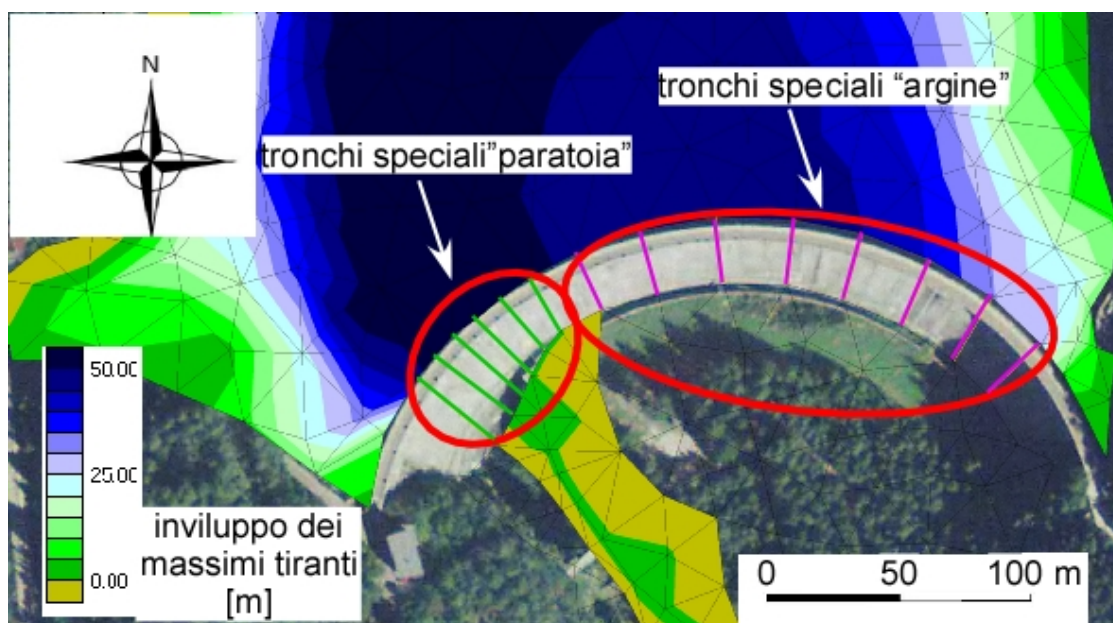 N
tronchi speciali "argine"
tronchi speciali"paratoia"
50.00
25.00
0.00
inviluppo dei
massimi tiranti
[m]
0 50 100 m